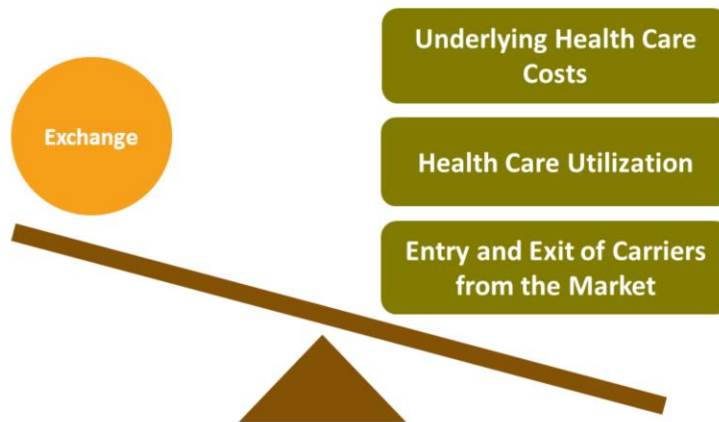 Exchange
Underlying Health Care
Costs
Health Care Utilization
Entry and Exit of Carriers
from the Market